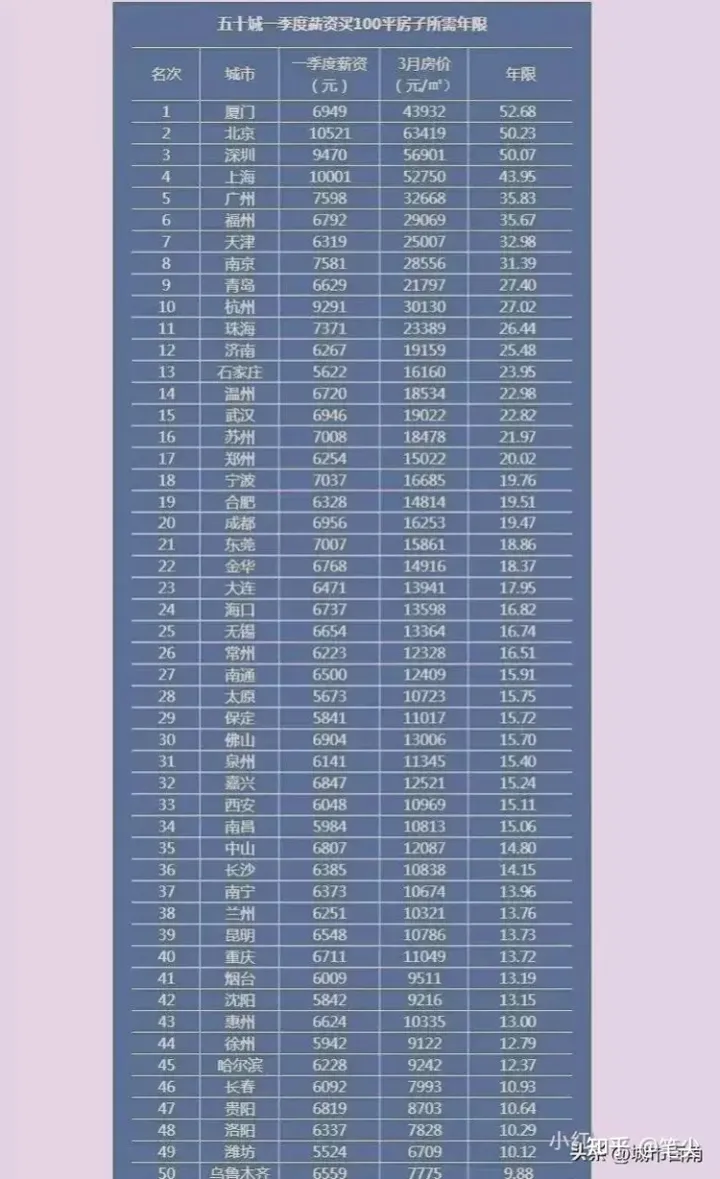 五十城一季度薪资买100平房子所需年限
名次 城市 一季度薪资（元） 3月房价（元/㎡） 年限
1 厦门 6949 43932 52.68
2 北京 10521 63419 50.23
3 深圳 9470 56901 50.07
4 上海 10001 52750 43.95
5 广州 7598 32668 35.83
6 福州 6792 29069 35.67
7 天津 6319 25007 32.98
8 南京 7581 28556 31.39
9 青岛 6629 21797 27.40
10 杭州 9291 30130 27.02
11 珠海 7371 23389 26.44
12 济南 6267 19159 25.48
13 石家庄 5622 16160 23.95
14 温州 6720 18534 22.98
15 武汉 6946 19022 22.82
16 苏州 7008 18478 21.97
17 郑州 6254 15022 20.02
18 宁波 7037 16685 19.76
19 合肥 6328 14814 19.51
20 成都 6956 16253 19.47
21 东莞 7007 15861 18.86
22 金华 6768 14916 18.37
23 大连 6471 13941 17.95
24 海口 6737 13598 16.82
25 无锡 6654 13364 16.74
26 常州 6223 12328 16.51
27 南通 6500 12409 15.91
28 太原 5673 10723 15.75
29 保定 5841 11017 15.72
30 佛山 6904 13006 15.70
31 泉州 6141 11345 15.40
32 嘉兴 6847 12521 15.24
33 西安 6048 10969 15.11
34 南昌 5984 10813 15.06
35 中山 6807 12087 14.80
36 长沙 6385 10838 14.15
37 南宁 6373 10674 13.96
38 兰州 6251 10321 13.76
39 昆明 6548 10786 13.73
40 重庆 6711 11049 13.72
41 烟台 6009 9511 13.19
42 沈阳 5842 9216 13.15
43 惠州 6624 10335 13.00
44 徐州 5942 9122 12.79
45 哈尔滨 6228 9242 12.37
46 长春 6092 7993 10.93
47 贵阳 6819 8703 10.64
48 洛阳 6337 7828 10.29
49 潍坊 5524 6709 10.12
50 乌鲁木齐 6559 7775 9.88
小红
知乎
头条 @城市